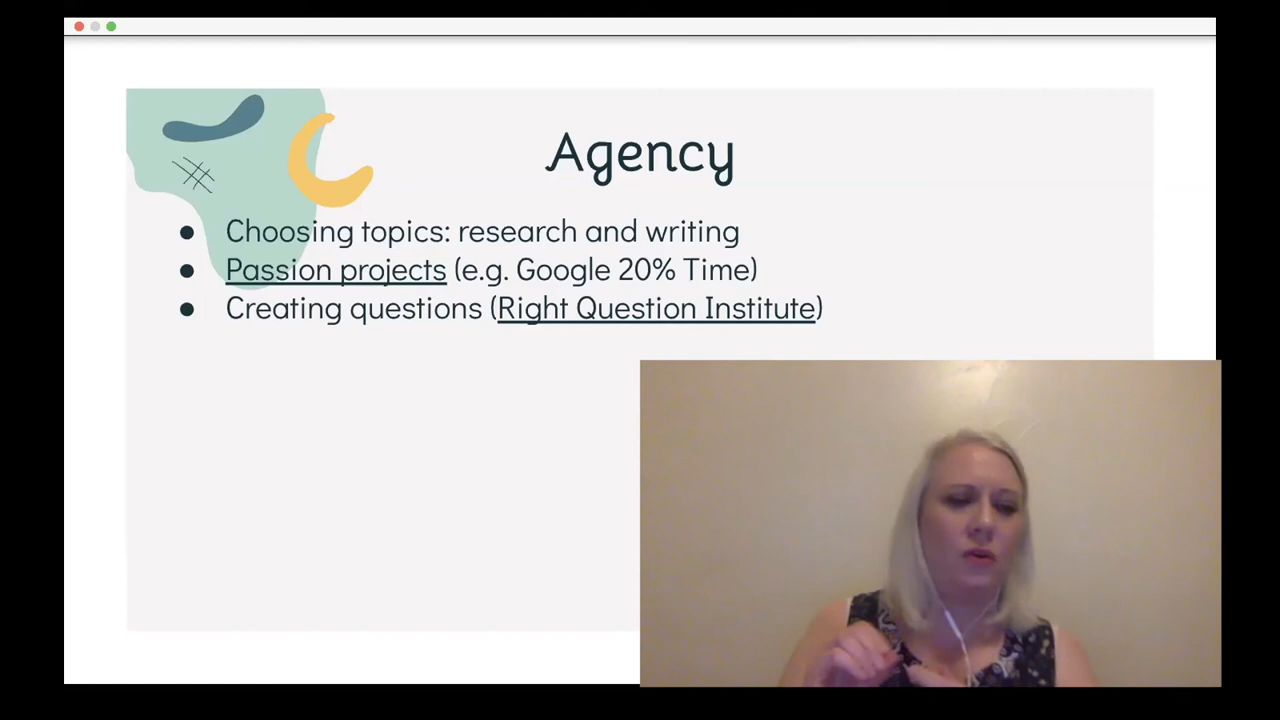 Agency
● Choosing topics: research and writing
● Passion projects (e.g. Google 20% Time)
● Creating questions (Right Question Institute)